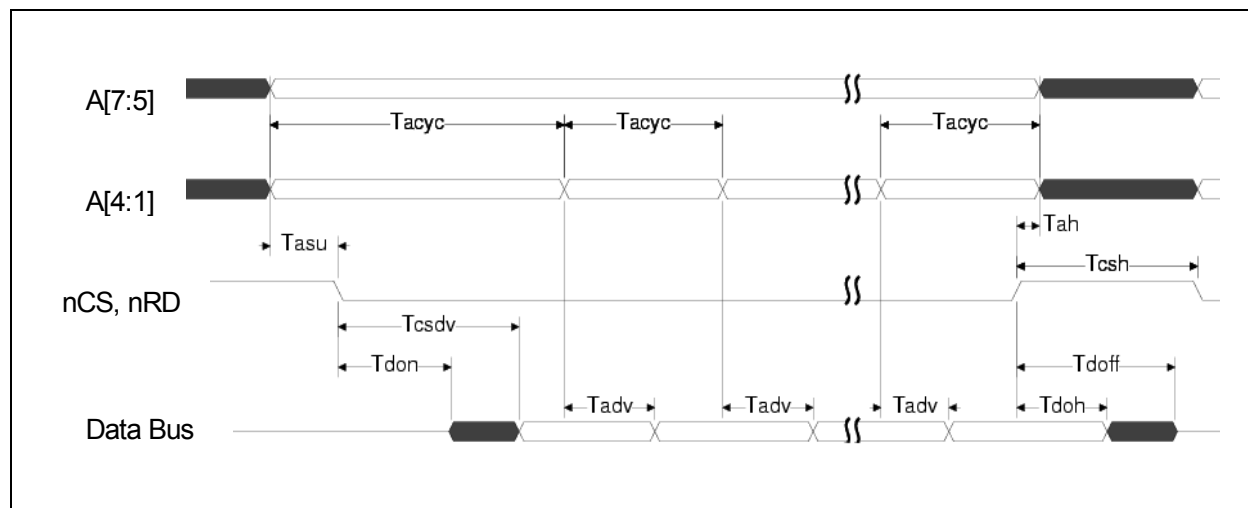 A[7:5]
Tacyc Tacyc Tacyc
A[4:1]
Tasu Tah
Tcsh
nCS, nRD
Tcsdv
Tdon Tdoff
Tadv Tadv Tadv Tdoh
Data Bus